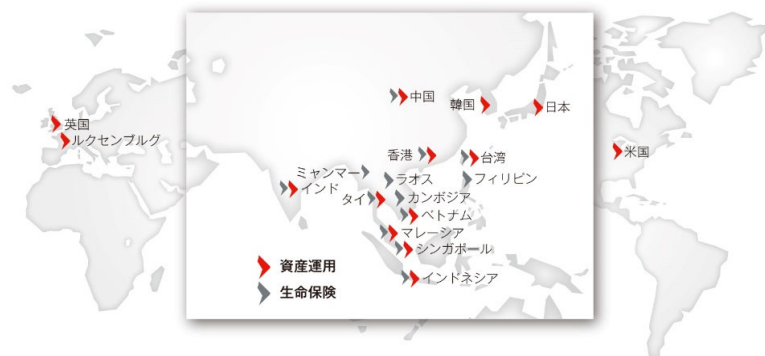 中国
韓国
日本
英国
ルクセンブルグ
香港
台湾
米国
ミャンマー
ラオス
フィリピン
インド
タイ
カンボジア
ベトナム
マレーシア
シンガポール
資産運用
インドネシア
生命保険